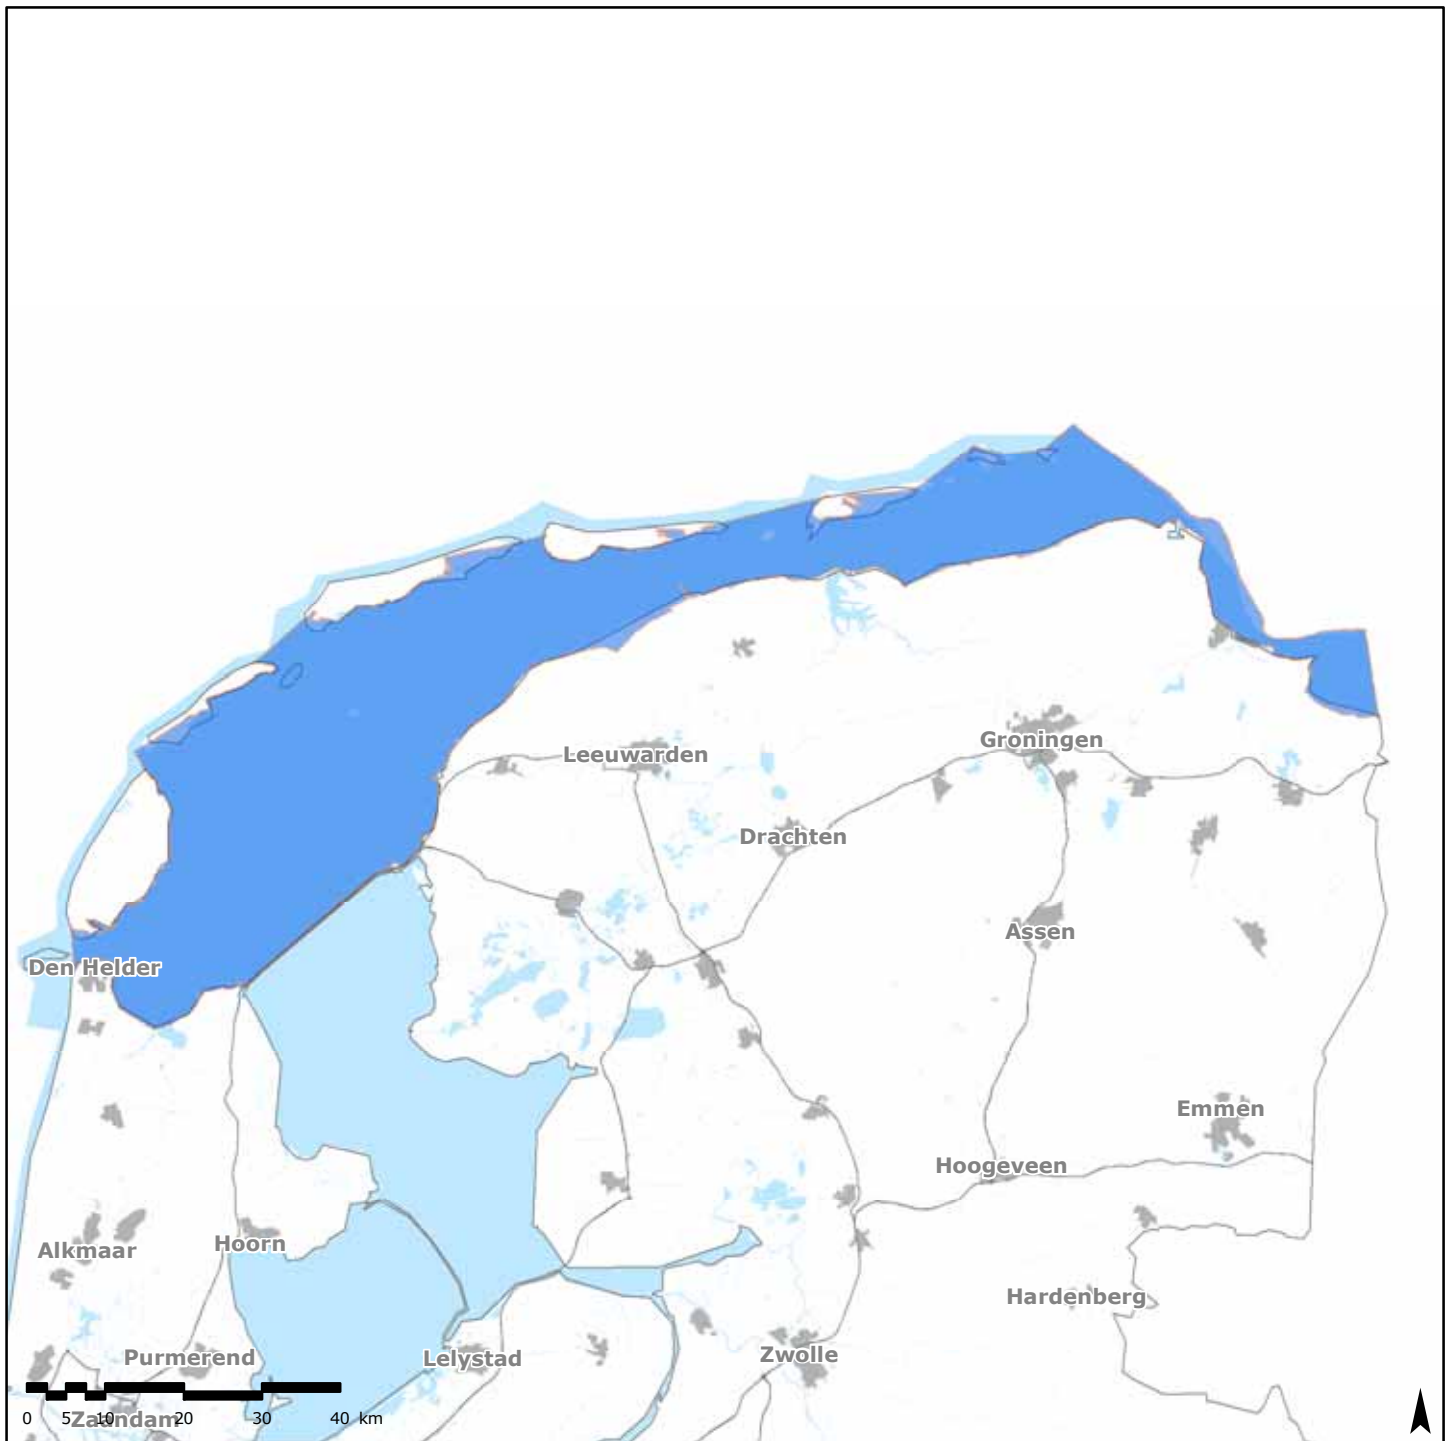 Leeuwarden
Groningen
Drachten
Assen
Den Helder
Emmen
Hoogeveen
Alkmaar
Hoorn
Hardenberg
Purmerend
Lelystad
Zwolle
Zaandam
0 5 10 20 30 40 km